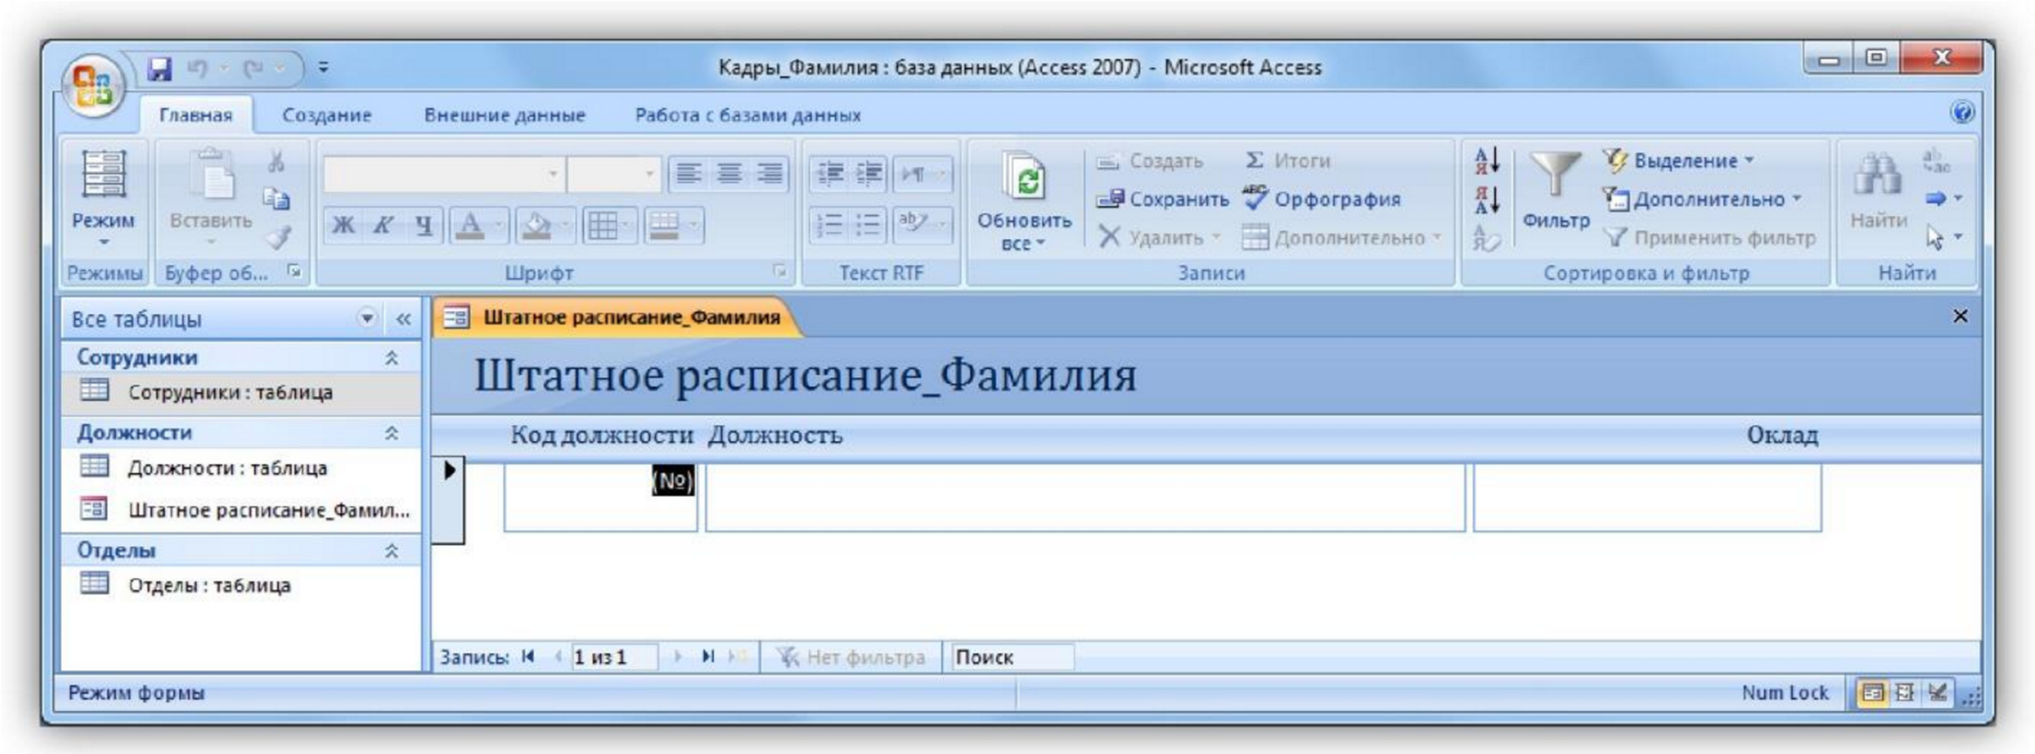 Кадры_Фамилия : база данных (Access 2007) - Microsoft Access
Главная Создание Внешние данные Работа с базами данных
Режим
Режимы
Вставить
Буфер об...
Ж К Ч
Шрифт
Текст RTF
Обновить все
Создать
Сохранить
Удалить
Итоги
Орфография
Дополнительно
Записи
Фильтр
Выделение
Дополнительно
Применить фильтр
Сортировка и фильтр
Найти
Найти
Все таблицы
Сотрудники
Сотрудники : таблица
Должности
Должности : таблица
Штатное расписание_Фамил...
Отделы
Отделы : таблица
Штатное расписание_Фамилия
Штатное расписание_Фамилия
Код должности Должность Оклад
(№)
Запись: 1 из 1 Нет фильтра Поиск
Режим формы Num Lock